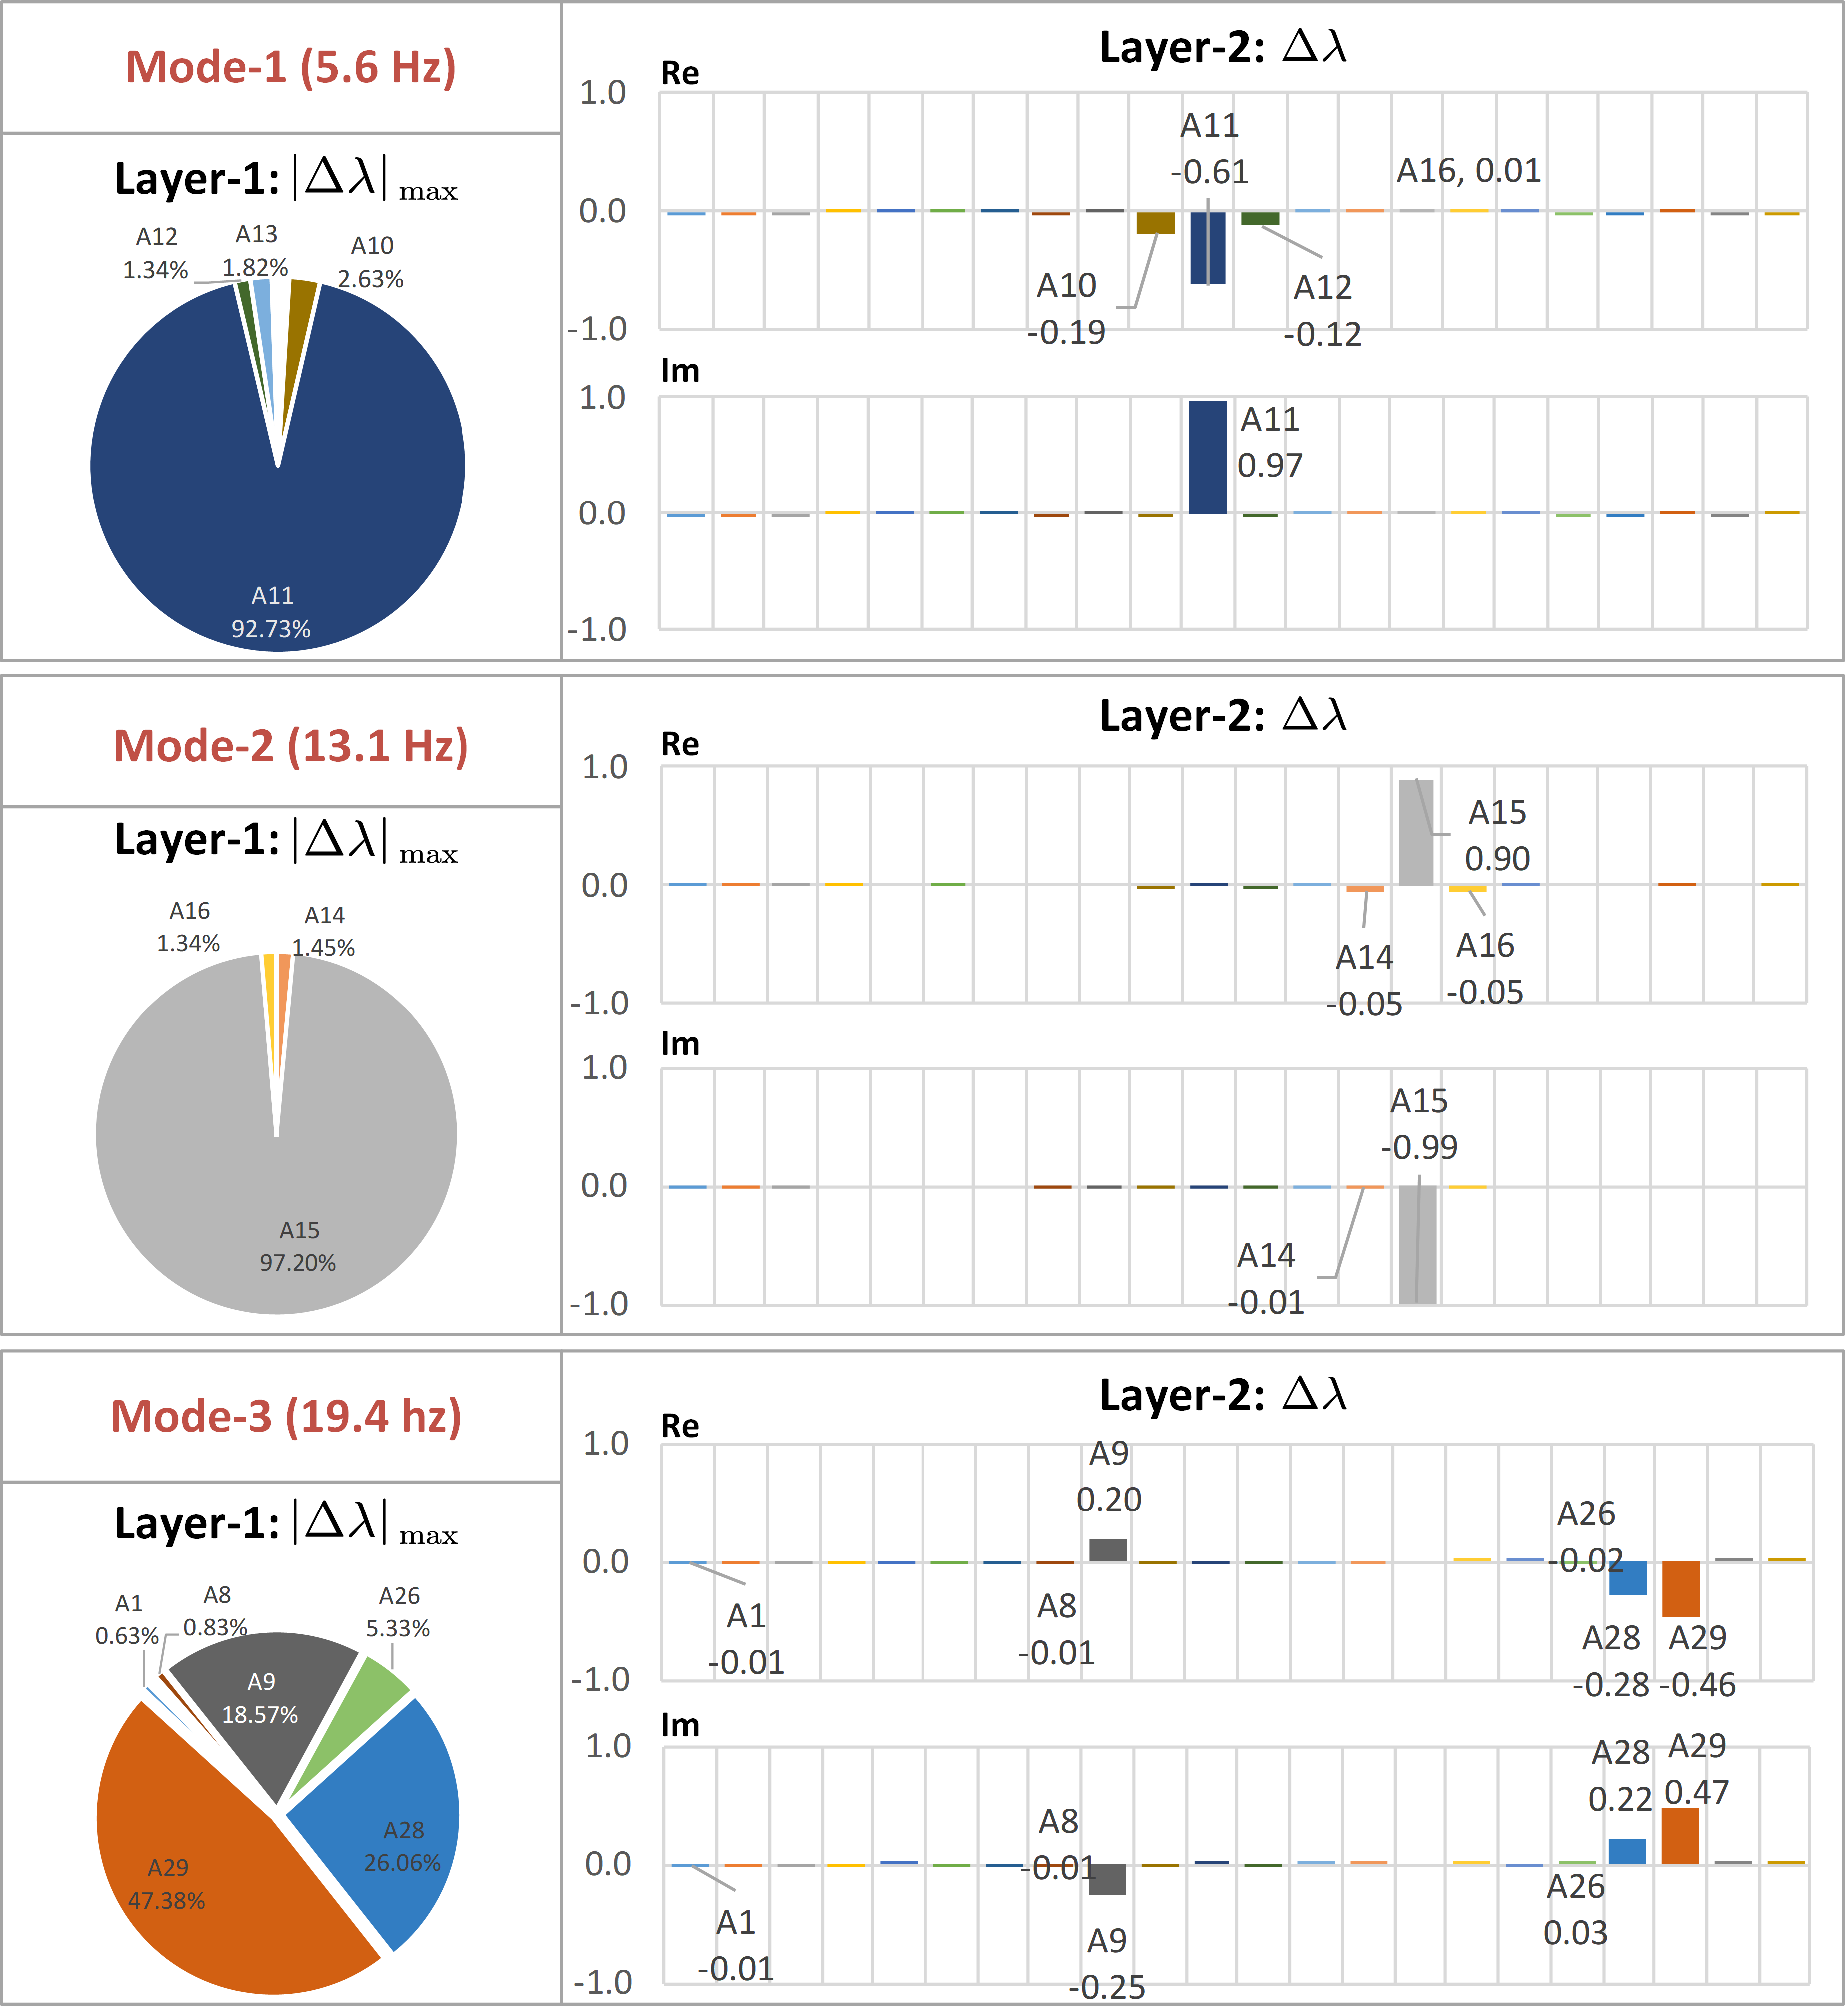 Mode-1 (5.6 Hz)
Layer-1: |Δλ| max
A12
1.34%
A13
1.82%
A10
2.63%
A11
92.73%
Layer-2: Δλ
Re
1.0
0.0
-1.0
A11
-0.61
A16, 0.01
A10
-0.19
A12
-0.12
Im
1.0
0.0
-1.0
A11
0.97
Mode-2 (13.1 Hz)
Layer-1: |Δλ| max
A16
1.34%
A14
1.45%
A15
97.20%
Layer-2: Δλ
Re
1.0
0.0
-1.0
A15
0.90
A14
-0.05
A16
-0.05
Im
1.0
0.0
-1.0
A15
-0.99
A14
-0.01
Mode-3 (19.4 hz)
Layer-1: |Δλ| max
A1
0.63%
A8
0.83%
A26
5.33%
A9
18.57%
A28
26.06%
A29
47.38%
Layer-2: Δλ
Re
1.0
0.0
-1.0
A9
0.20
A26
-0.02
A1
-0.01
A8
-0.01
A28
-0.28
A29
-0.46
Im
1.0
0.0
-1.0
A28
0.22
A29
0.47
A8
-0.01
A1
-0.01
A9
-0.25
A26
0.03